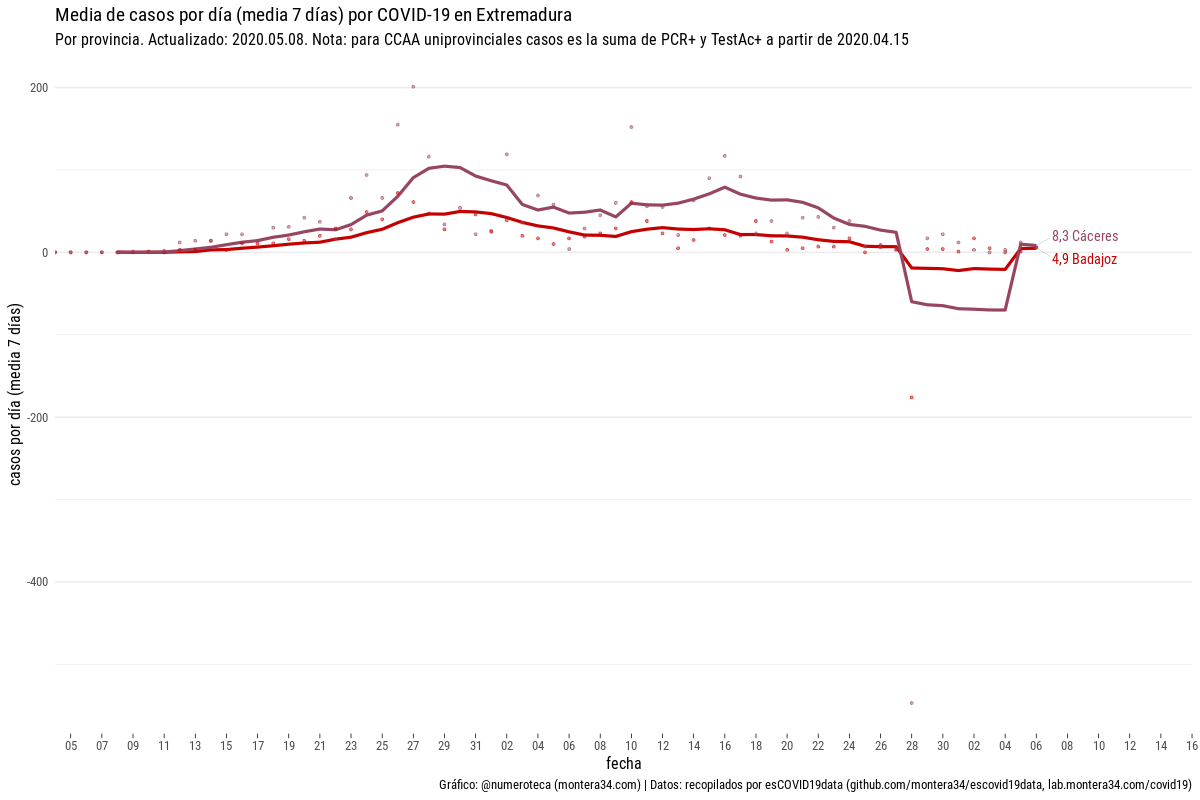 Media de casos por día (media 7 días) por COVID-19 en Extremadura
Por provincia. Actualizado: 2020.05.08. Nota: para CCAA uniprovinciales casos es la suma de PCR+ y TestAc+ a partir de 2020.04.15
casos por día (media 7 días)
200
0
-200
-400
8,3 Cáceres
4,9 Badajoz
05 07 09 11 13 15 17 19 21 23 25 27 29 31 02 04 06 08 10 12 14 16 18 20 22 24 26 28 30 02 04 06 08 10 12 14 16
fecha
Gráfico: @numeroteca (montera34.com) | Datos: recopilados por esCOVID19data (github.com/montera34/escovid19data, lab.montera34.com/covid19)